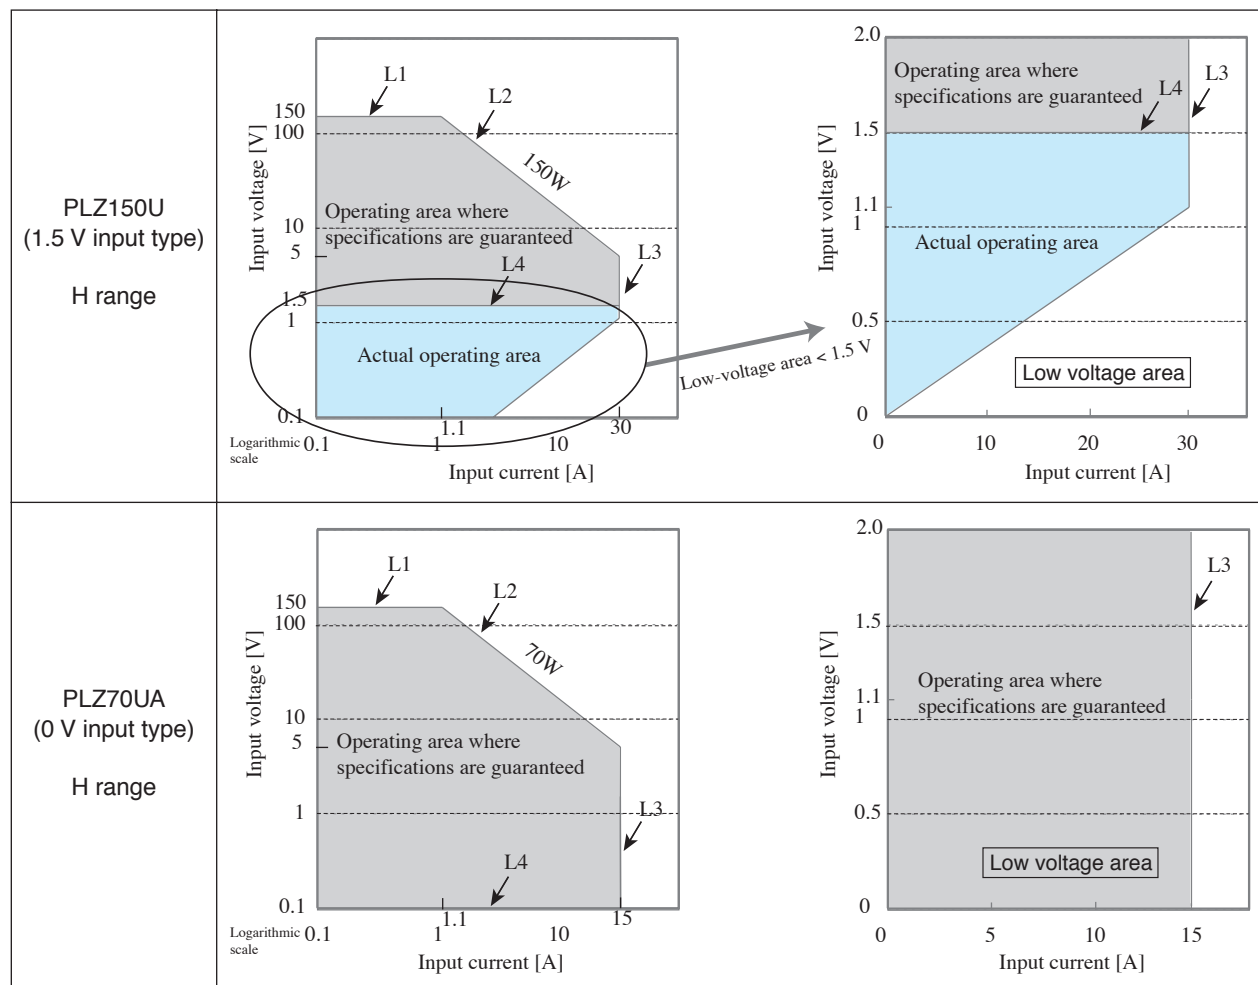 PLZ150U
(1.5 V input type)
H range
L1
L2
150W
Operating area where
specifications are guaranteed
L3
L4
Actual operating area
Low-voltage area < 1.5 V
Input voltage [V]
150
100
10
5
1.5
1
0.1
1.1
30
Logarithmic
scale
0.1
1
10
Input current [A]
2.0
Operating area where
specifications are guaranteed
L4
L3
1.5
1.1
1
Actual operating area
0.5
Low voltage area
0
Input voltage [V]
0
10
20
30
Input current [A]
PLZ70UA
(0 V input type)
H range
L1
L2
70W
Operating area where
specifications are guaranteed
L3
L4
Input voltage [V]
150
100
10
5
1
0.1
1.1
15
Logarithmic
scale
0.1
1
10
Input current [A]
2.0
L3
1.5
Operating area where
specifications are guaranteed
1.1
1
0.5
Low voltage area
0
Input voltage [V]
0
5
10
15
Input current [A]